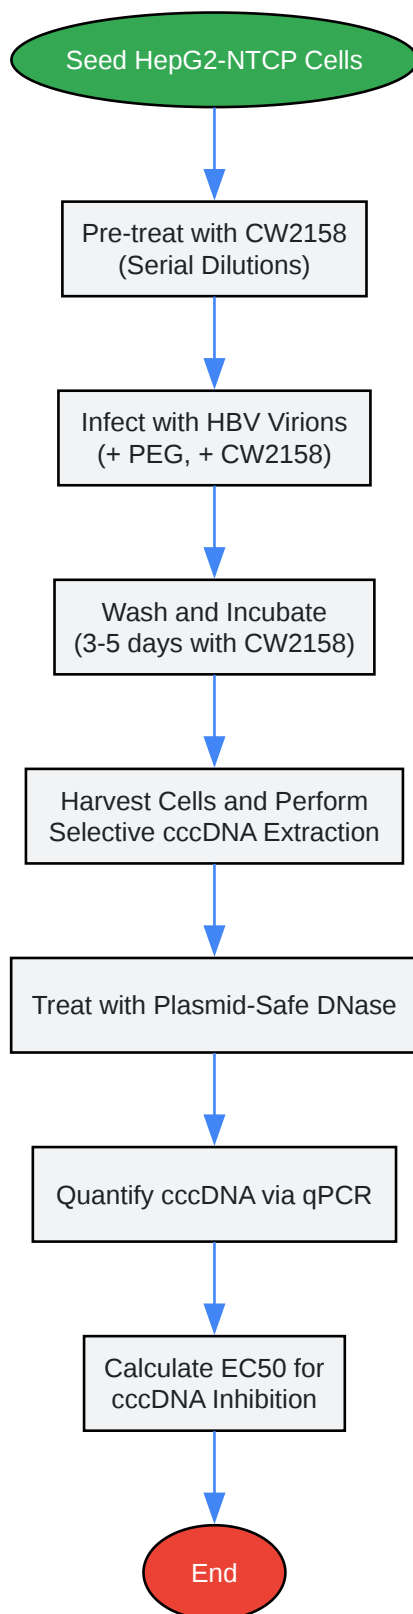 Seed HepG2-NTCP Cells
Pre-treat with CW2158
(Serial Dilutions)
Infect with HBV Virions
(+ PEG, + CW2158)
Wash and Incubate
(3-5 days with CW2158)
Harvest Cells and Perform
Selective cccDNA Extraction
Treat with Plasmid-Safe DNase
Quantify cccDNA via qPCR
Calculate EC50 for
cccDNA Inhibition
End